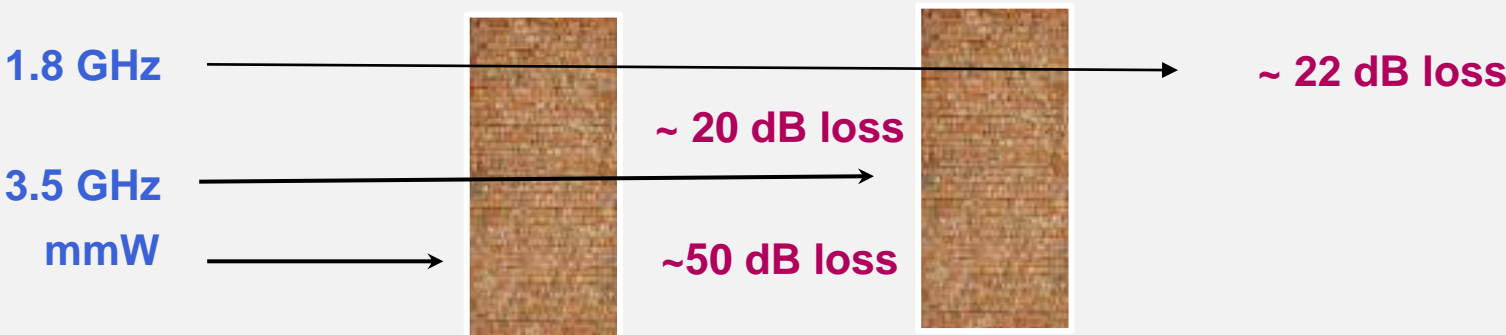 1.8 GHz
~ 22 dB loss
~ 20 dB loss
3.5 GHz
mmW
~50 dB loss